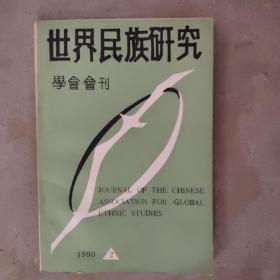 世界民族研究
學會會刊
JOURNAL OF THE CHINESE
ASSOCIATION FOR GLOBAL
ETHNIC STUDIES
1990 2